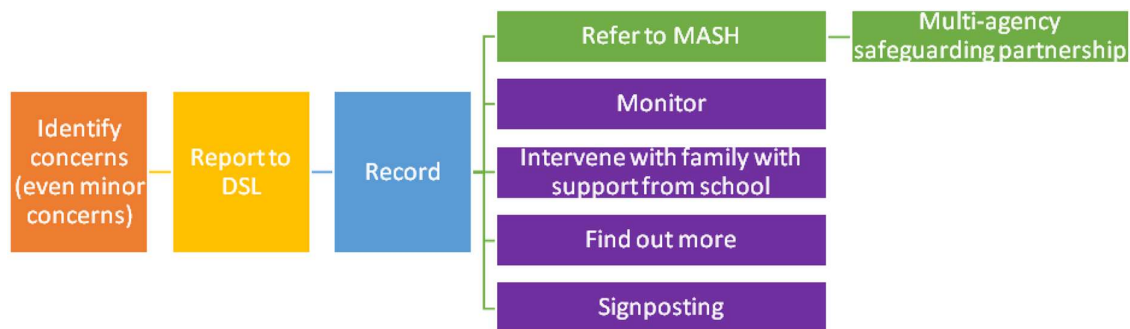 Identify
concerns
(even minor
concerns)
Report to
DSL
Record
Refer to MASH
Multi-agency
safeguarding partnership
Monitor
Intervene with family with
support from school
Find out more
Signposting